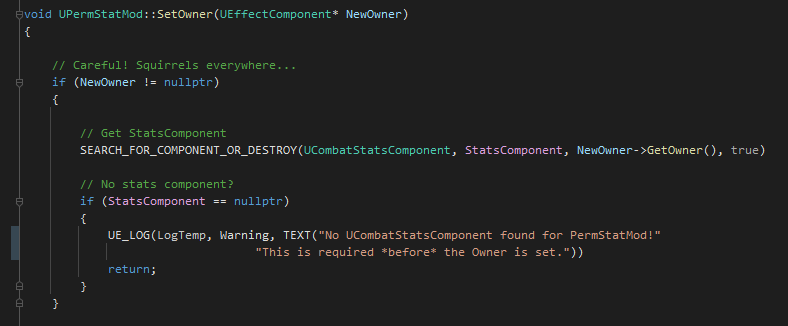 void UPermStatMod::SetOwner(UEffectComponent* NewOwner)
{
// Careful! Squirrels everywhere...
if (NewOwner != nullptr)
{
// Get StatsComponent
SEARCH_FOR_COMPONENT_OR_DESTROY(UCombatStatsComponent, StatsComponent, NewOwner->GetOwner(), true)
// No stats component?
if (StatsComponent == nullptr)
{
UE_LOG(LogTemp, Warning, TEXT("No UCombatStatsComponent found for PermStatMod!"
"This is required *before* the Owner is set."))
return;
}
}